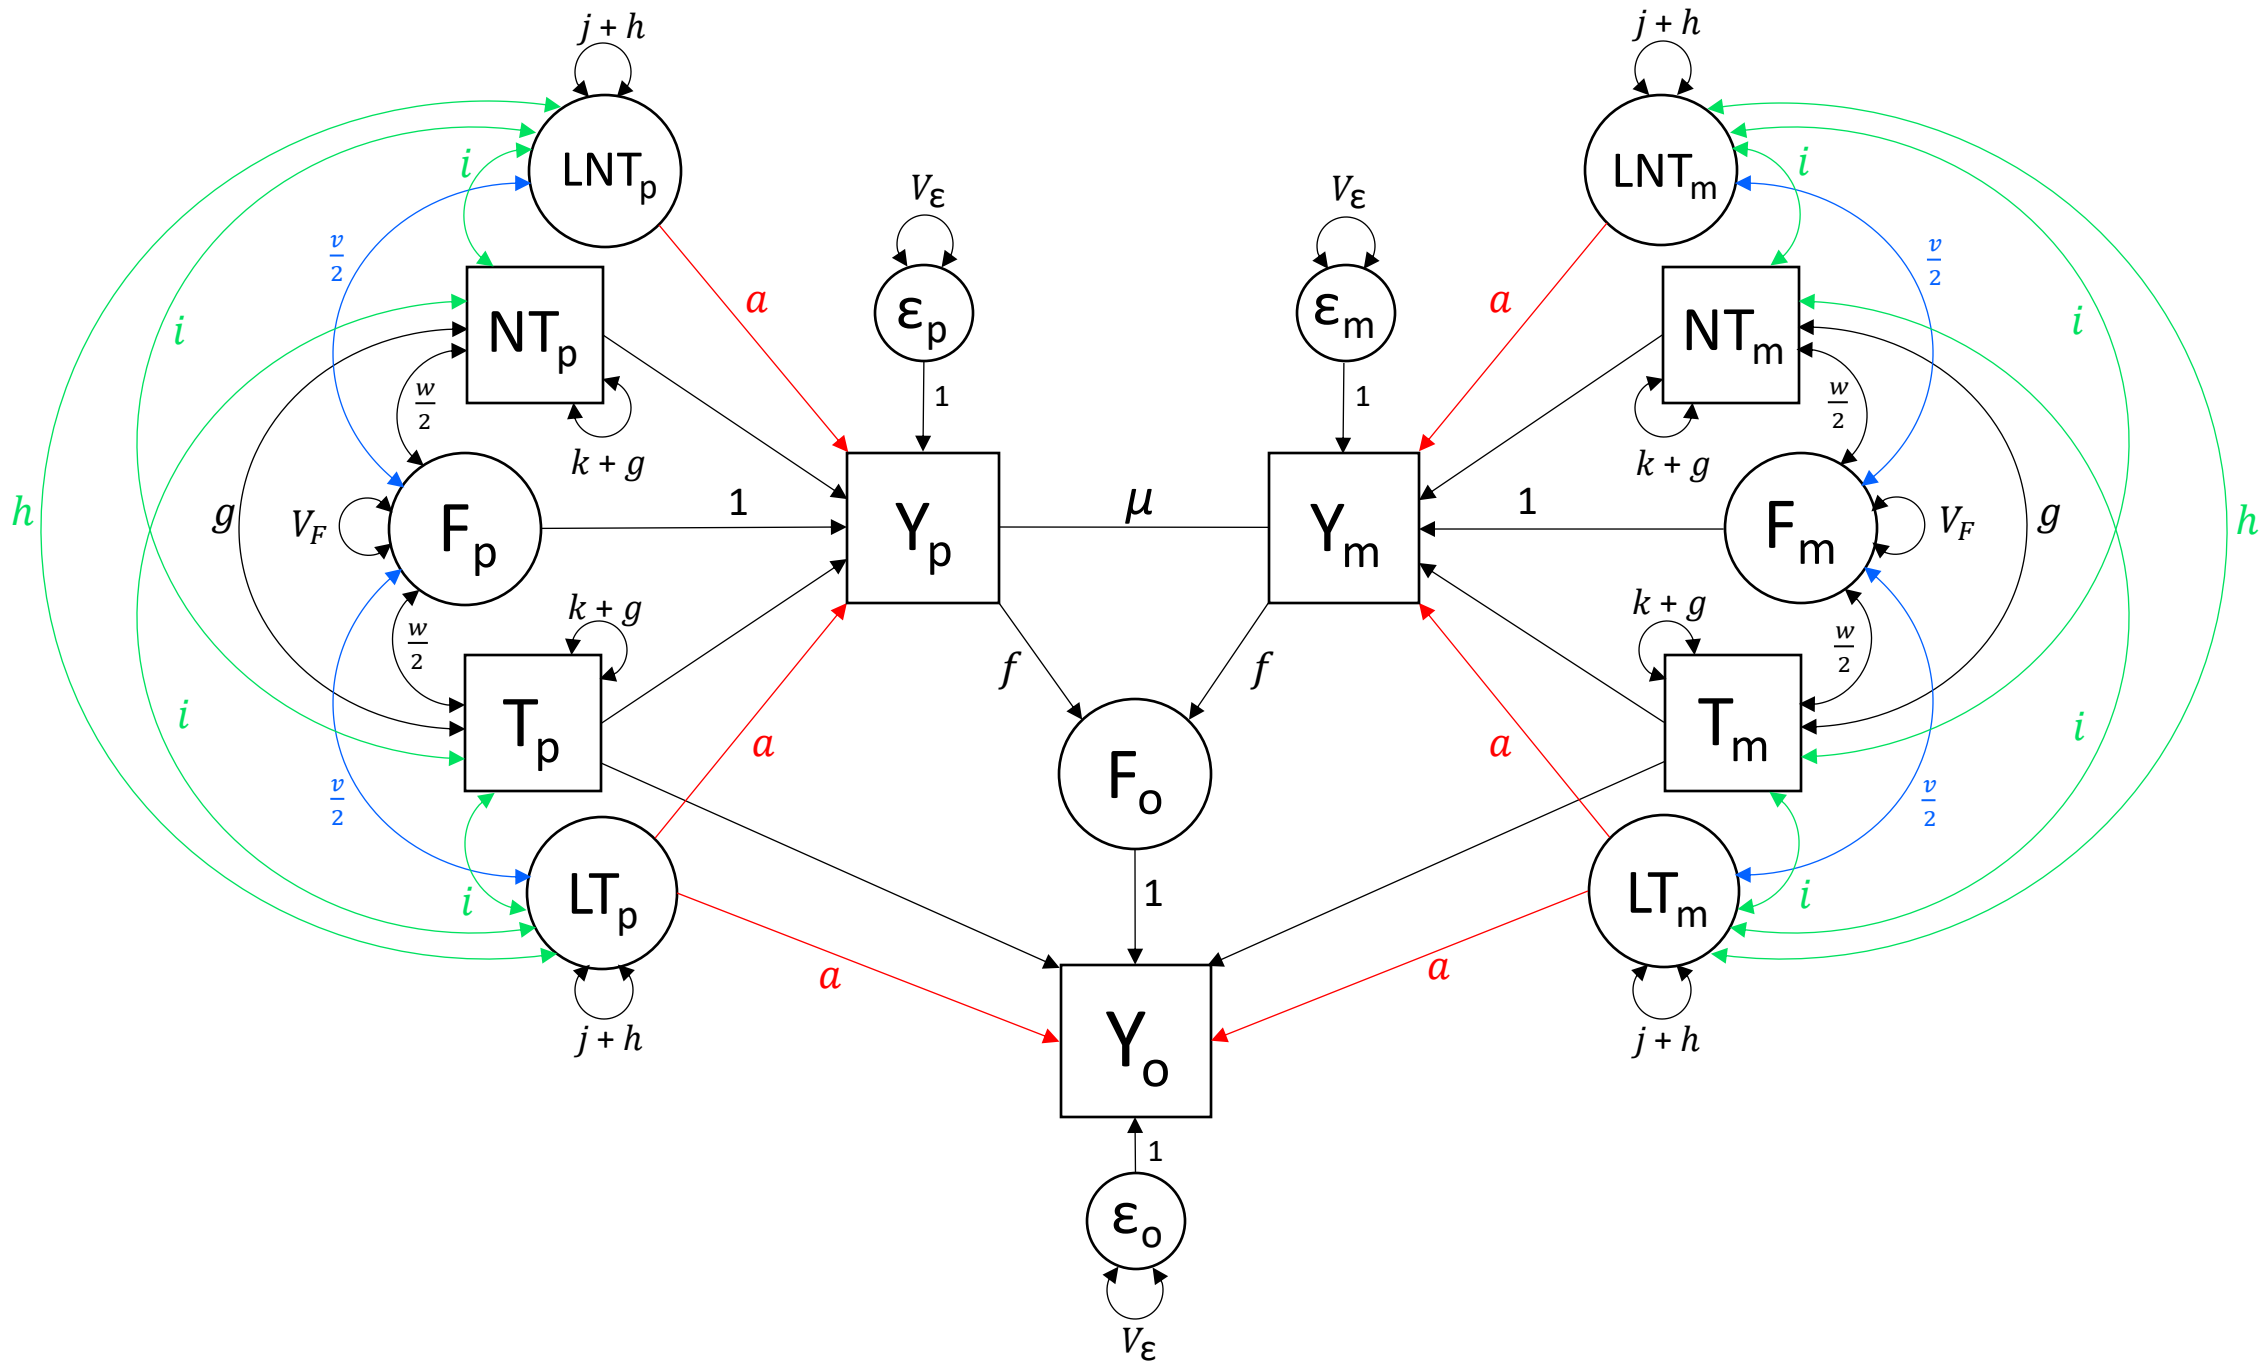 j + h
j + h
LNTp
LNTm
i
i
Vε
Vε
v/2
v/2
a
a
εp
εm
i
i
NTp
NTm
w/2
w/2
1
1
k + g
k + g
h
g
VF
Fp
1
Yp
μ
Ym
1
Fm
VF
g
h
k + g
k + g
w/2
w/2
f
f
i
Tp
a
a
Tm
i
Fo
v/2
v/2
i
LTp
1
LTm
i
a
a
j + h
Yo
j + h
1
εo
Vε